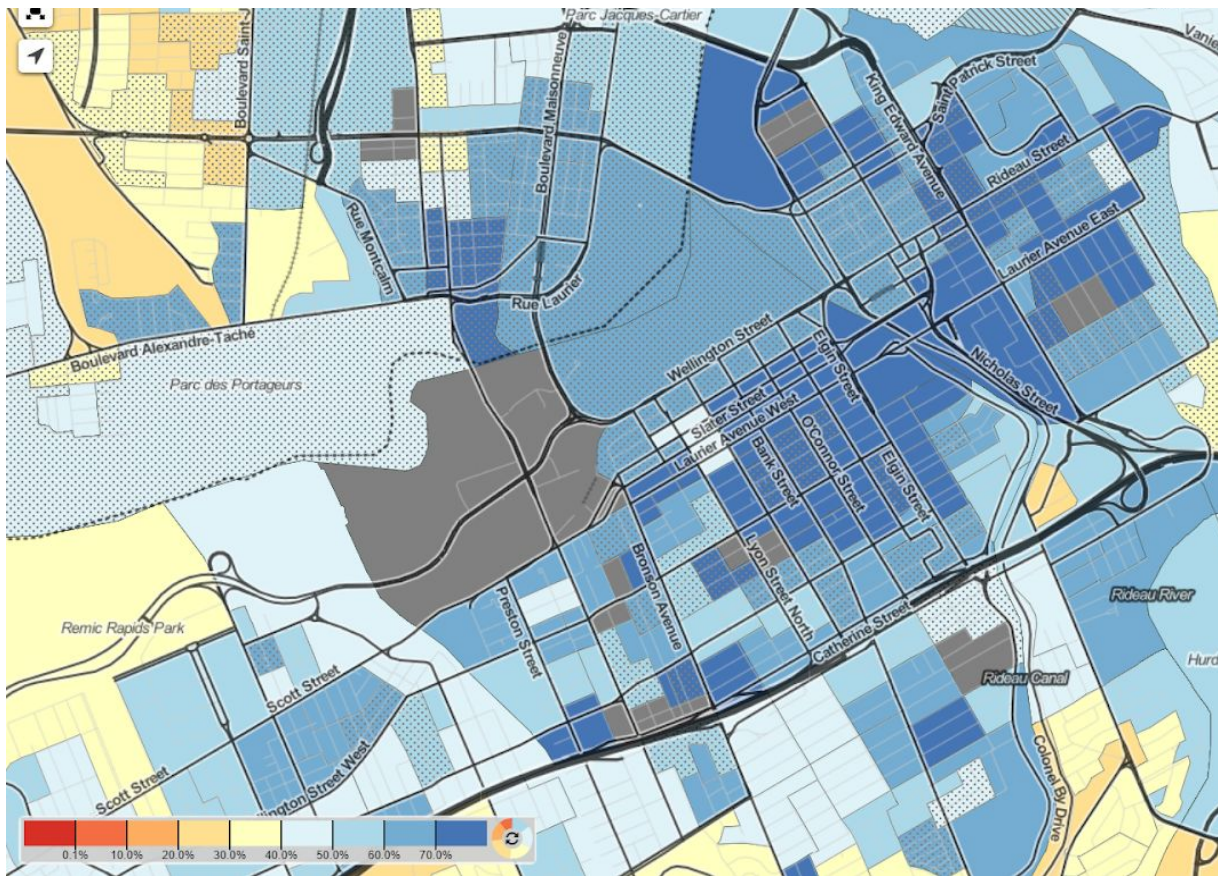 Parc Jacques-Cartier
Boulevard Saint-J
Boulevard Maisonneuve
King Edward Avenue
Saint Patrick Street
Vanie
Rideau Street
Rue Montcalm
Laurier Avenue East
Rue Laurier
Boulevard Alexandre-Taché
Wellington Street
Elgin Street
Nicholas Street
Parc des Portageurs
Slater Street
Laurier Avenue West
Bank Street
O'Connor Street
Elgin Street
Lyon Street North
Bronson Avenue
Preston Street
Catherine Street
Rideau River
Remic Rapids Park
Hurd
Scott Street
Rideau Canal
Colonel By Drive
Scott Street
llington Street West
0.1% 10.0% 20.0% 30.0% 40.0% 50.0% 60.0% 70.0%